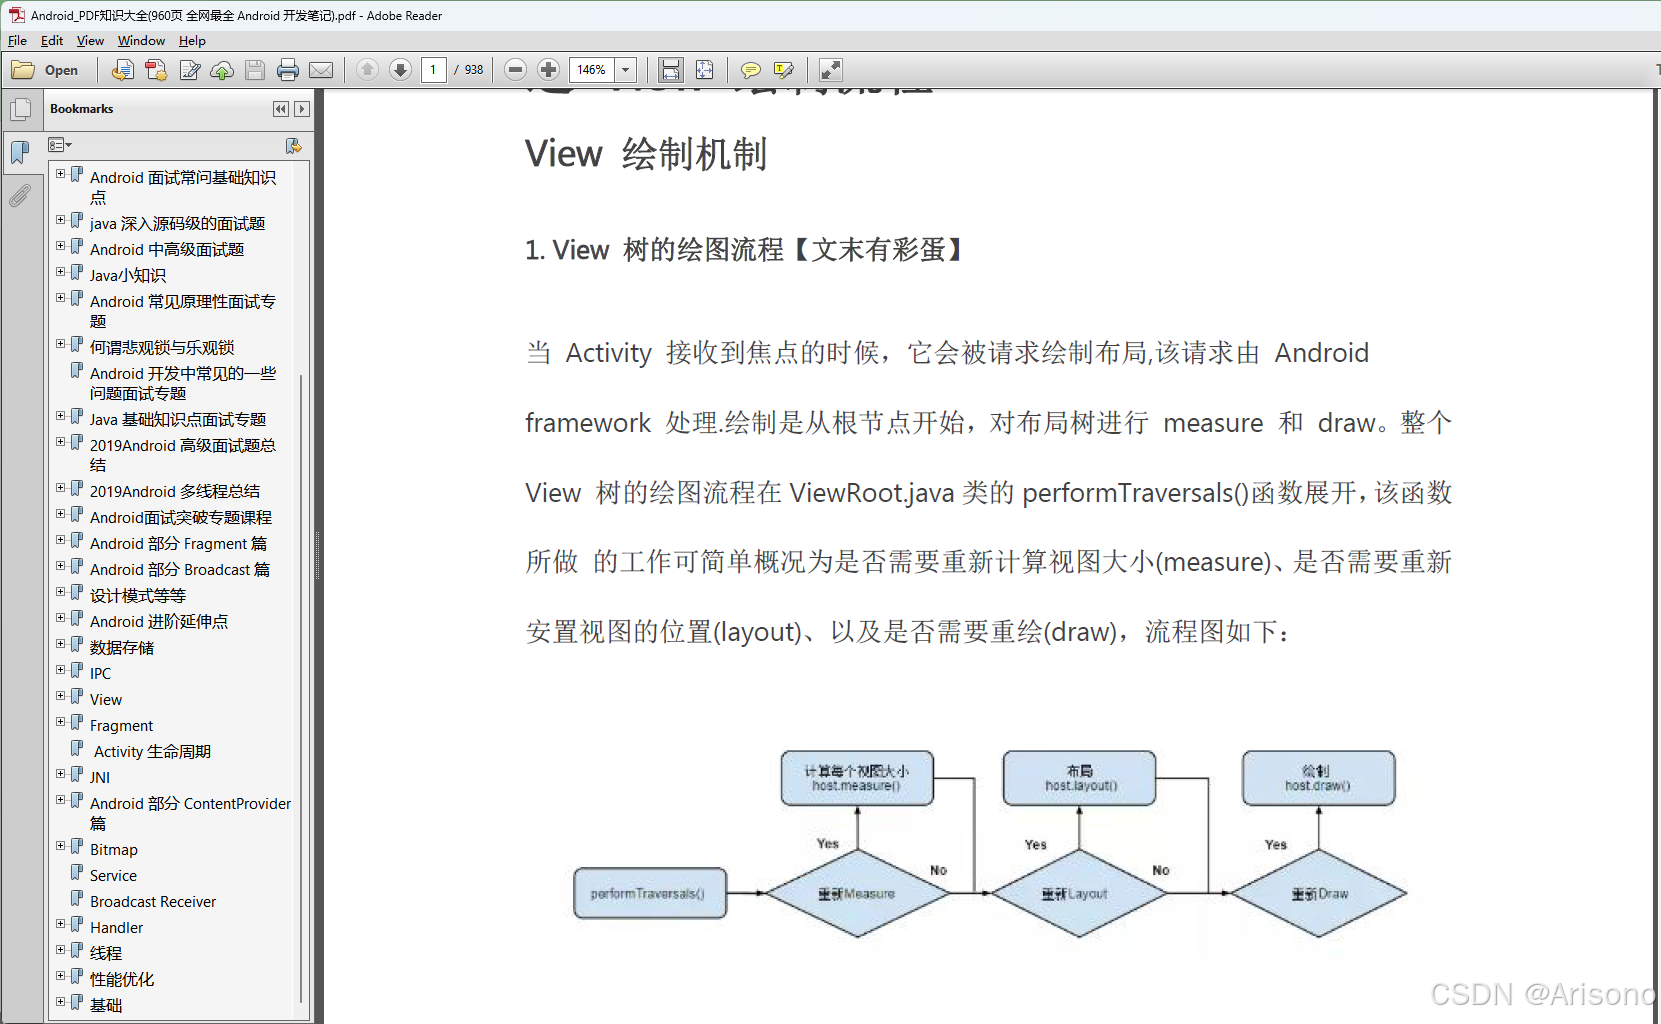 Android_PDF知识大全(960页 全网最全 Android 开发笔记).pdf - Adobe Reader
File Edit View Window Help
Open 1 / 938 146%
Bookmarks
Android 面试常问基础知识
点
java 深入源码级的面试题
Android 中高级面试题
Java小知识
Android 常见原理性面试专
题
何谓悲观锁与乐观锁
Android 开发中常见的一些
问题面试专题
Java 基础知识点面试专题
2019Android 高级面试题总
结
2019Android 多线程总结
Android面试突破专题课程
Android 部分 Fragment 篇
Android 部分 Broadcast 篇
设计模式等等
Android 进阶延伸点
数据存储
IPC
View
Fragment
Activity 生命周期
JNI
Android 部分 ContentProvider
篇
Bitmap
Service
Broadcast Receiver
Handler
线程
性能优化
基础
View 绘制机制
1. View 树的绘图流程【文末有彩蛋】
当 Activity 接收到焦点的时候，它会被请求绘制布局,该请求由 Android
framework 处理.绘制是从根节点开始，对布局树进行 measure 和 draw。整个
View 树的绘图流程在 ViewRoot.java 类的 performTraversals()函数展开，该函数
所做 的工作可简单概况为是否需要重新计算视图大小(measure)、是否需要重新
安置视图的位置(layout)、以及是否需要重绘(draw)，流程图如下：
计算每个视图大小
host.measure()
布局
host.layout()
绘制
host.draw()
Yes
Yes
Yes
No
No
performTraversals()
重新Measure
重新Layout
重新Draw
CSDN @Arisono